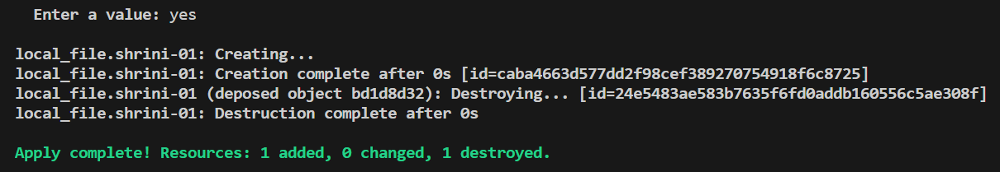 Enter a value: yes
local_file.shrini-01: Creating...
local_file.shrini-01: Creation complete after 0s [id=caba4663d577dd2f98cef389270754918f6c8725]
local_file.shrini-01 (deposed object bd1d8d32): Destroying... [id=24e5483ae583b7635f6fd0addb160556c5ae308f]
local_file.shrini-01: Destruction complete after 0s
Apply complete! Resources: 1 added, 0 changed, 1 destroyed.